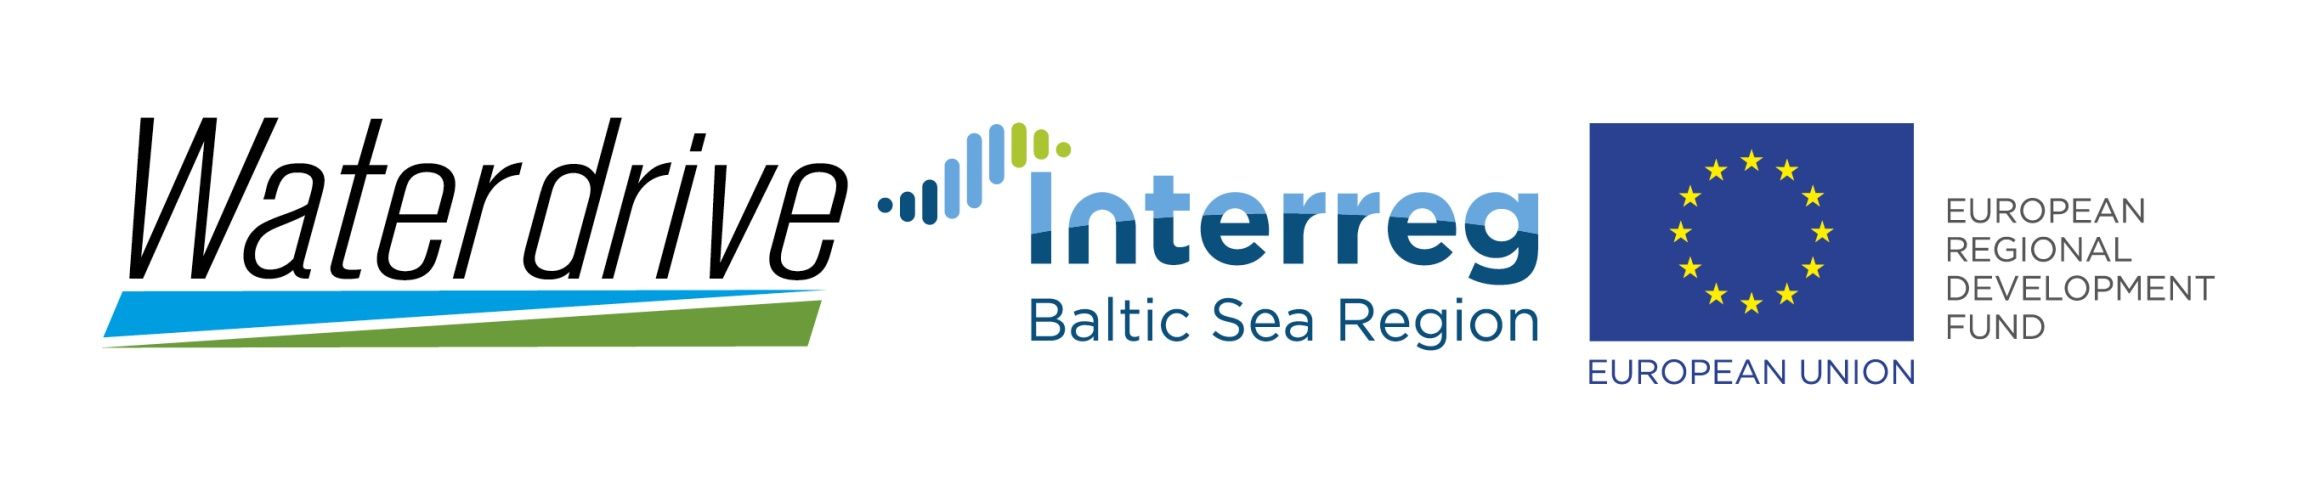 Waterdrive
Interreg
Baltic Sea Region
EUROPEAN UNION
EUROPEAN
REGIONAL
DEVELOPMENT
FUND